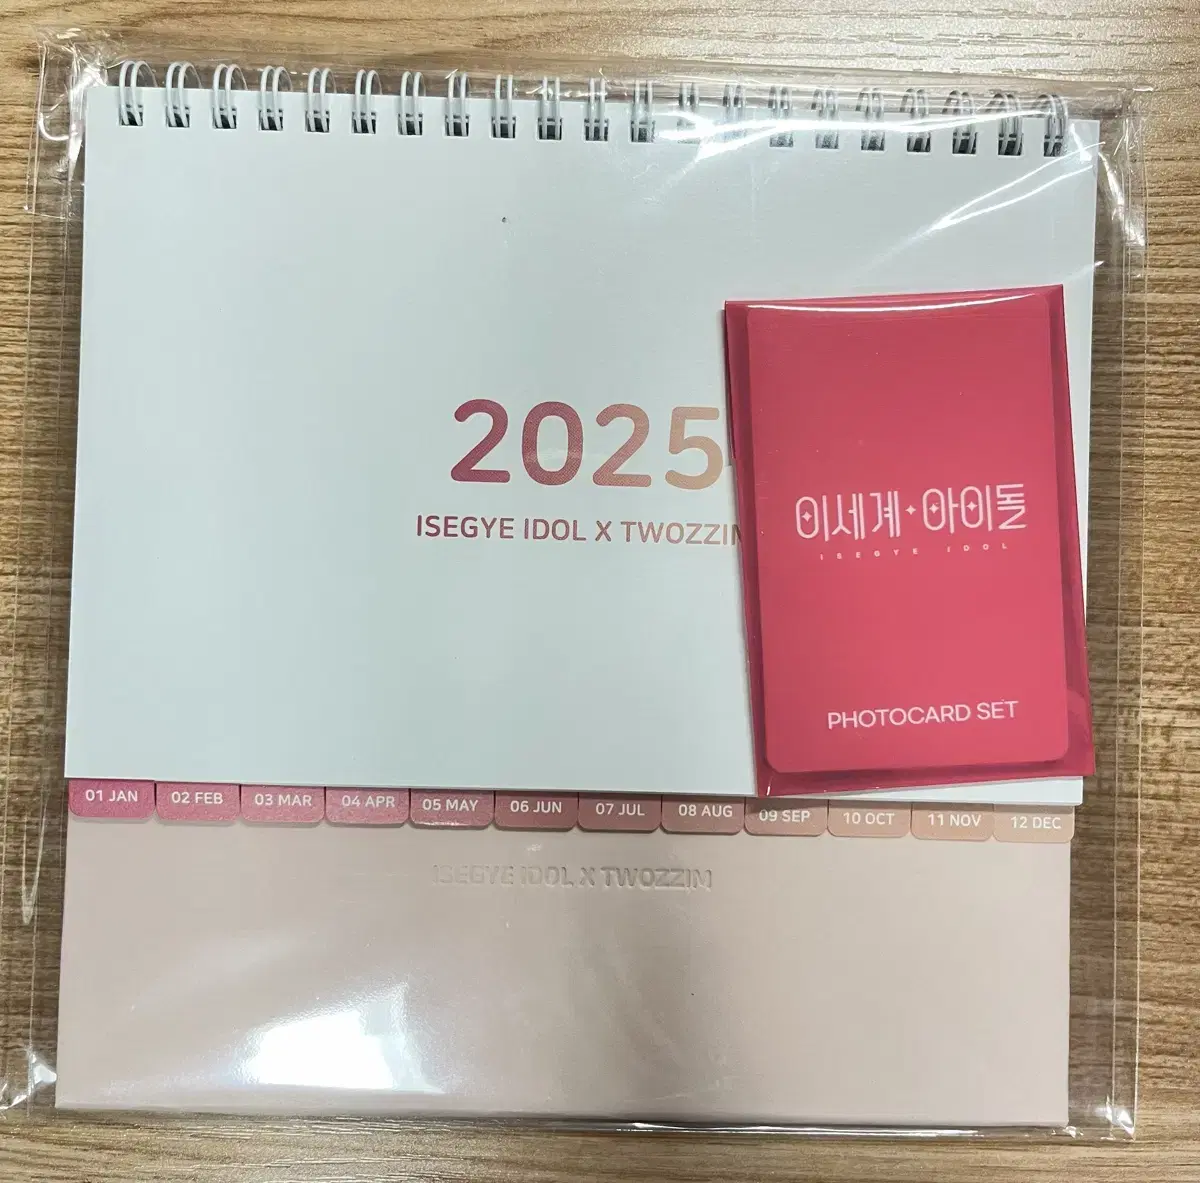 2025
ISEGYE IDOL X TWOZZIM
이세계·아이돌
ISEGYE IDOL
PHOTOCARD SET
01 JAN
02 FEB
03 MAR
04 APR
05 MAY
06 JUN
07 JUL
08 AUG
09 SEP
10 OCT
11 NOV
12 DEC
ISEGYE IDOL X TWOZZIM